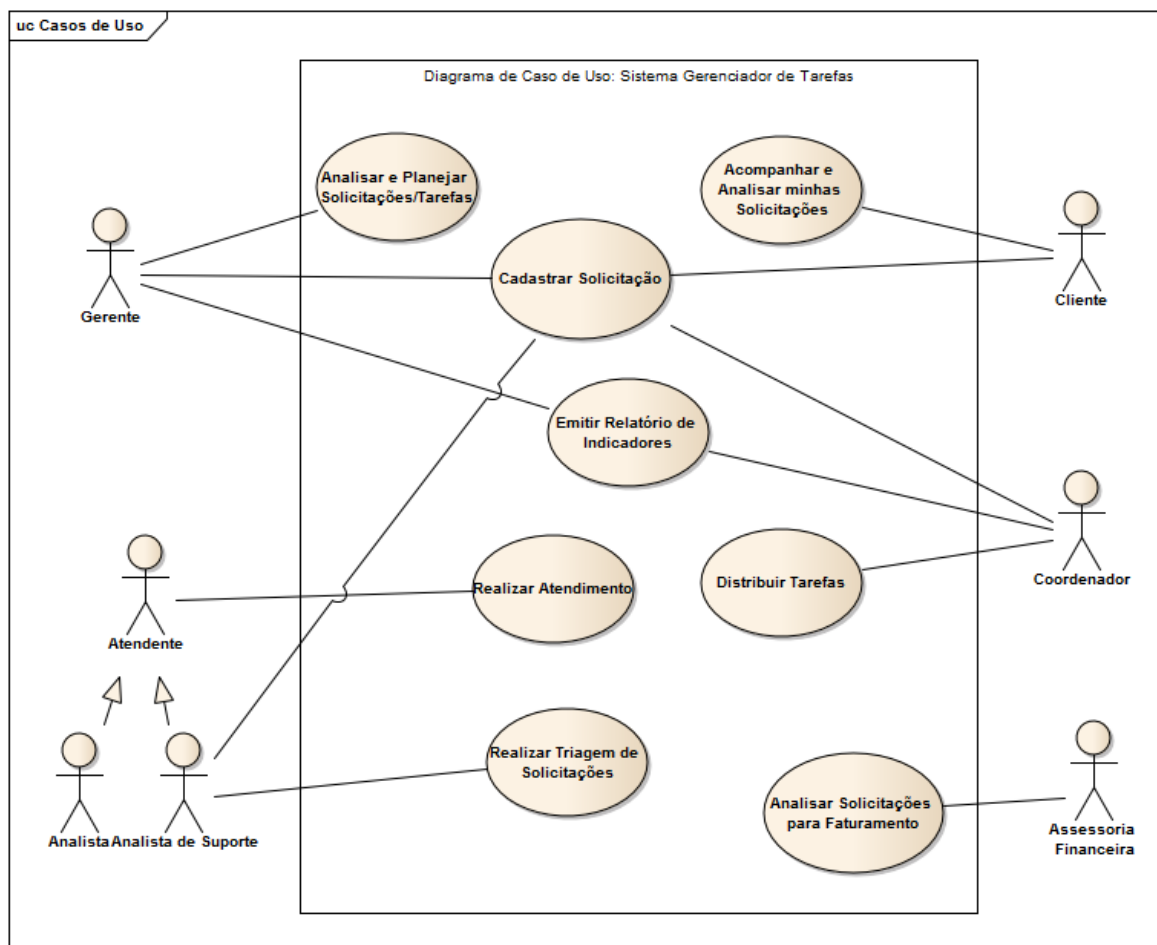 uc Casos de Uso
Diagrama de Caso de Uso: Sistema Gerenciador de Tarefas
Analisar e Planejar
Solicitações/Tarefas
Acompanhar e
Analisar minhas
Solicitações
Gerente
Cadastrar Solicitação
Cliente
Emitir Relatório de
Indicadores
Atendente
Realizar Atendimento
Distribuir Tarefas
Coordenador
Analista
Analista de Suporte
Realizar Triagem de
Solicitações
Analisar Solicitações
para Faturamento
Assessoria
Financeira